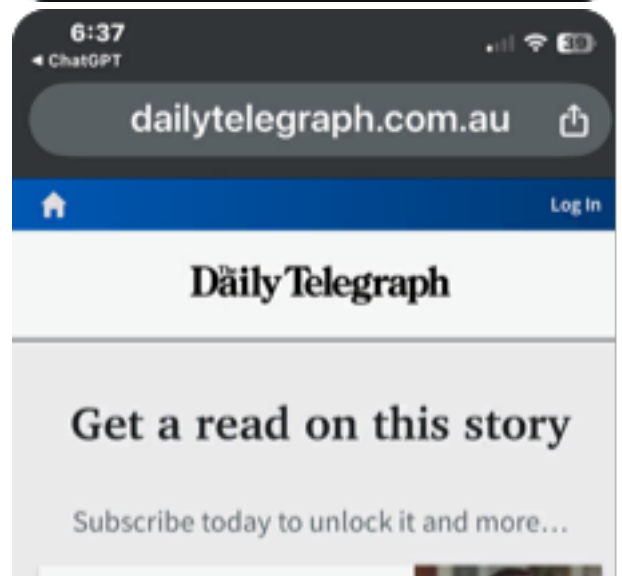 6:37
39
◄ ChatGPT
dailytelegraph.com.au
Log In
The Daily Telegraph
Get a read on this story
Subscribe today to unlock it and more...